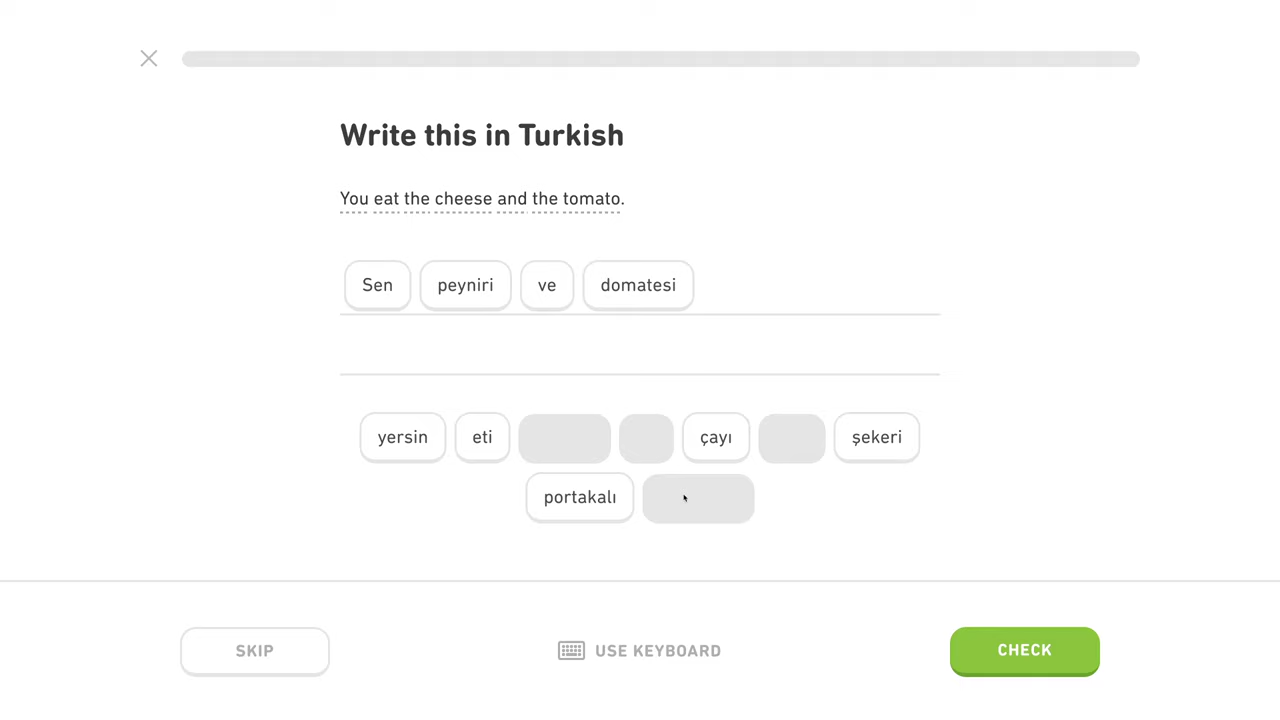 Write this in Turkish
You eat the cheese and the tomato.
Sen peyniri ve domatesi
yersin eti çayı şekeri
portakalı
SKIP USE KEYBOARD CHECK